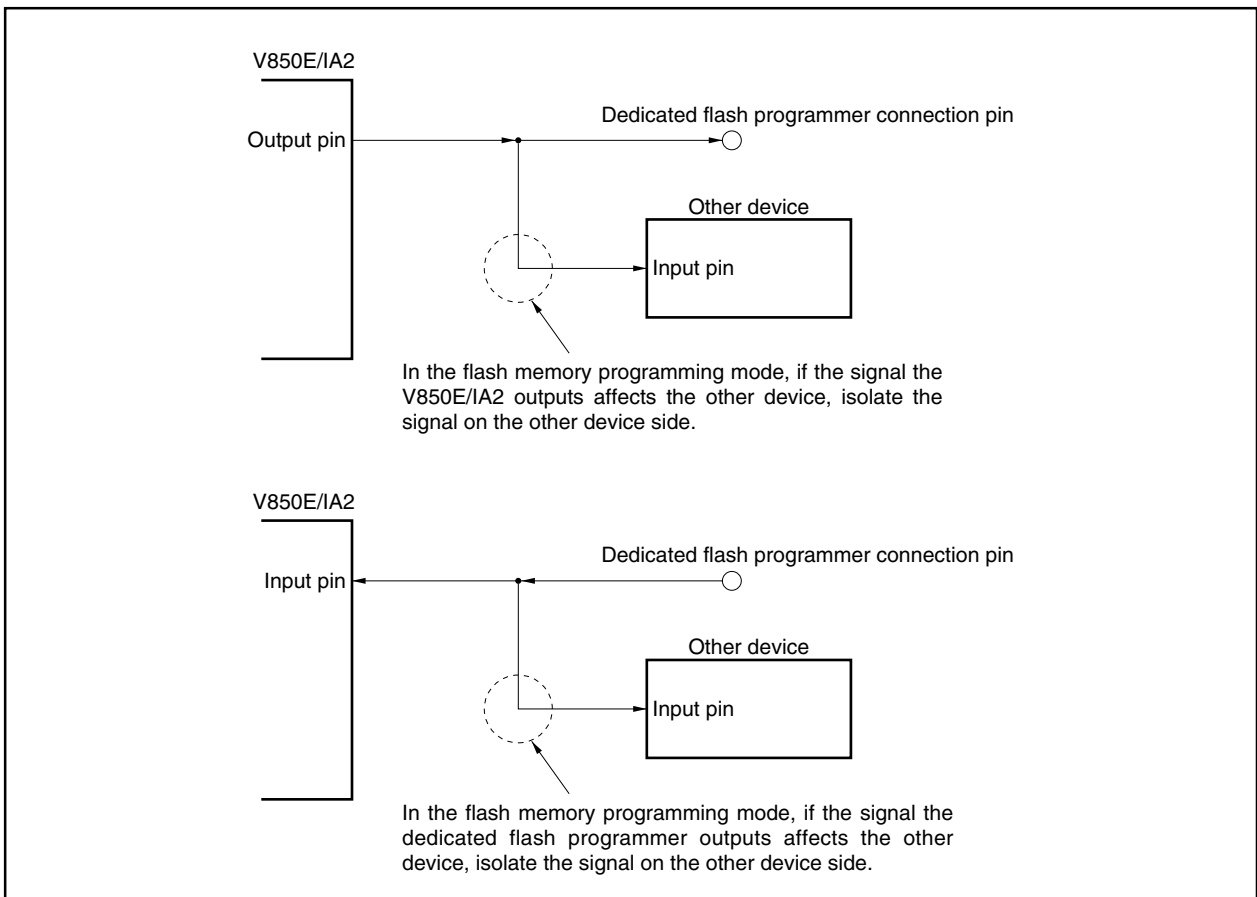 V850E/IA2
Output pin
Dedicated flash programmer connection pin
Other device
Input pin
In the flash memory programming mode, if the signal the
V850E/IA2 outputs affects the other device, isolate the
signal on the other device side.
V850E/IA2
Input pin
Dedicated flash programmer connection pin
Other device
Input pin
In the flash memory programming mode, if the signal the
dedicated flash programmer outputs affects the other
device, isolate the signal on the other device side.